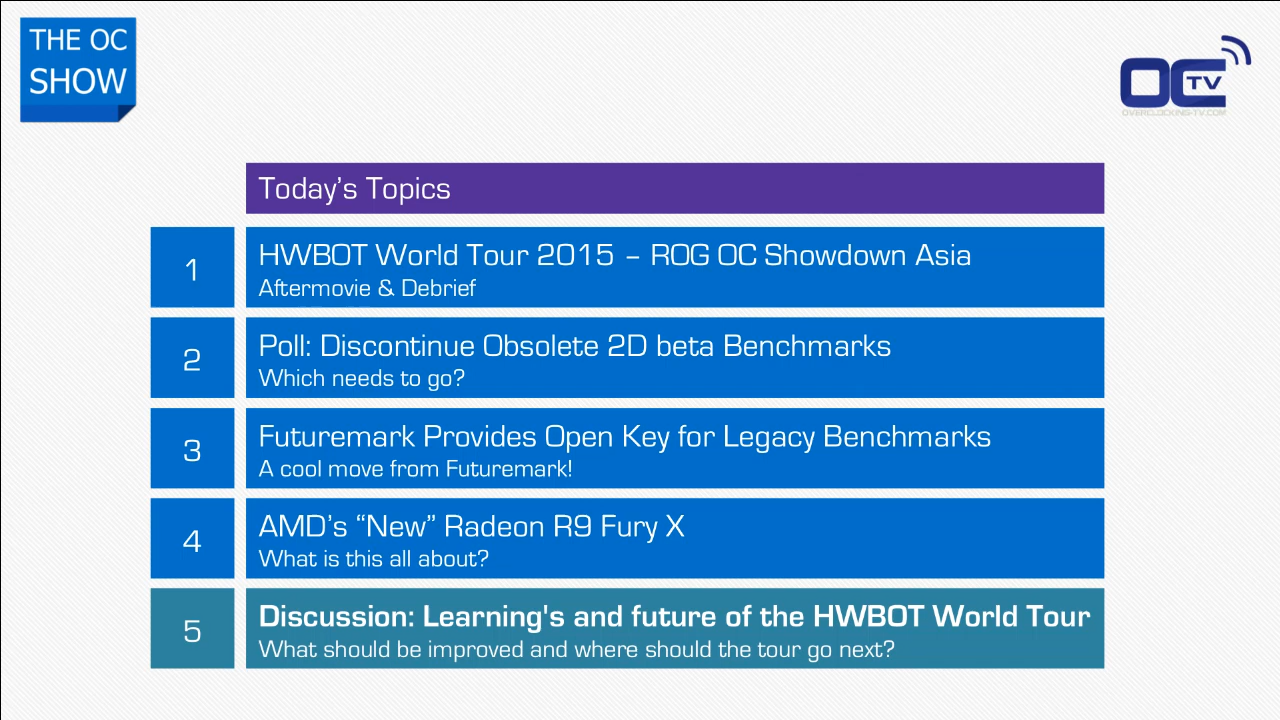 THE OC
SHOW
OC TV
OVERCLOCKING-TV.COM
Today's Topics
1
HWBOT World Tour 2015 – ROG OC Showdown Asia
Aftermovie & Debrief
2
Poll: Discontinue Obsolete 2D beta Benchmarks
Which needs to go?
3
Futuremark Provides Open Key for Legacy Benchmarks
A cool move from Futuremark!
4
AMD's “New” Radeon R9 Fury X
What is this all about?
5
Discussion: Learning's and future of the HWBOT World Tour
What should be improved and where should the tour go next?